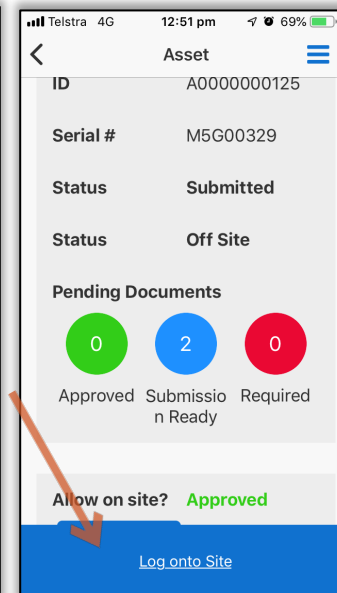 Telstra 4G 12:51 pm 69%
Asset
ID A0000000125
Serial # M5G00329
Status Submitted
Status Off Site
Pending Documents
0 2 0
Approved Submissio Required
n Ready
Allow on site? Approved
Log onto Site